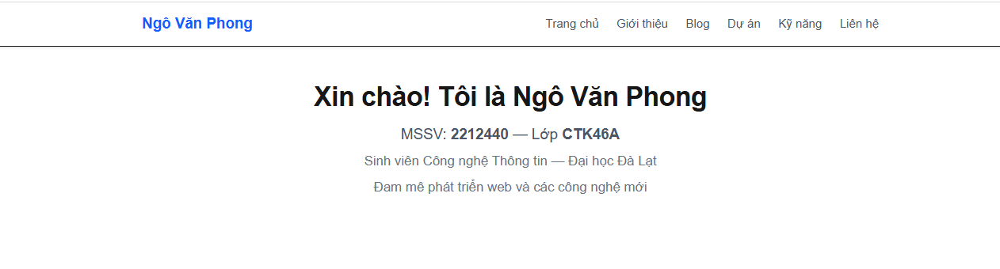 Ngô Văn Phong
Trang chủ Giới thiệu Blog Dự án Kỹ năng Liên hệ
Xin chào! Tôi là Ngô Văn Phong
MSSV: 2212440 — Lớp CTK46A
Sinh viên Công nghệ Thông tin — Đại học Đà Lạt
Đam mê phát triển web và các công nghệ mới